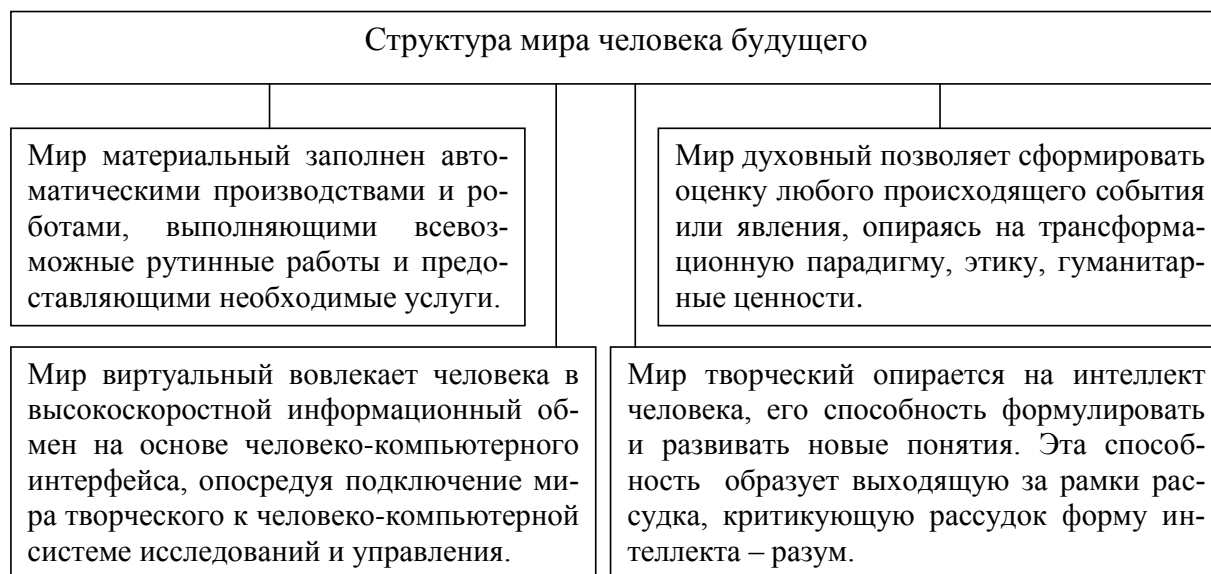 Структура мира человека будущего
Мир материальный заполнен авто-
матическими производствами и ро-
ботами, выполняющими всевоз-
можные рутинные работы и предо-
ставляющими необходимые услуги.
Мир духовный позволяет сформировать
оценку любого происходящего события
или явления, опираясь на трансформа-
ционную парадигму, этику, гуманитар-
ные ценности.
Мир виртуальный вовлекает человека в
высокоскоростной информационный об-
мен на основе человеко-компьютерного
интерфейса, опосредуя подключение ми-
ра творческого к человеко-компьютерной
системе исследований и управления.
Мир творческий опирается на интеллект
человека, его способность формулировать
и развивать новые понятия. Эта способ-
ность образует выходящую за рамки рас-
судка, критикующую рассудок форму ин-
теллекта – разум.